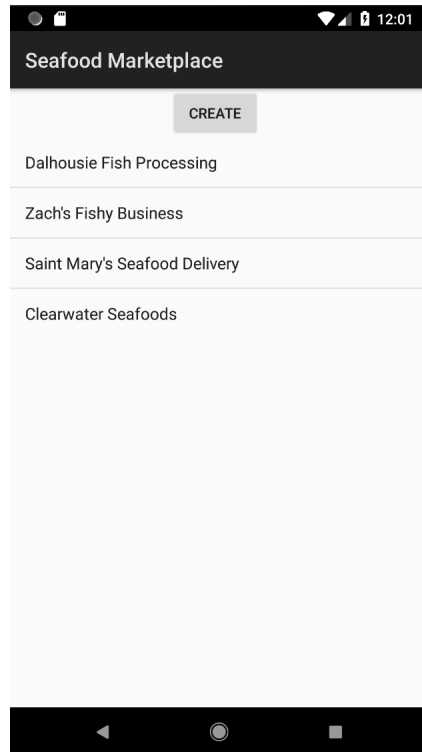 12:01
Seafood Marketplace
CREATE
Dalhousie Fish Processing
Zach's Fishy Business
Saint Mary's Seafood Delivery
Clearwater Seafoods